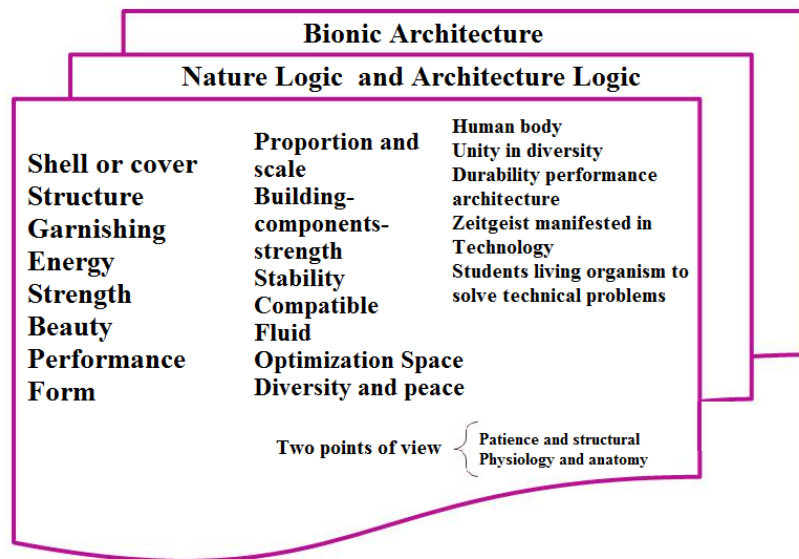 Bionic Architecture
Nature Logic and Architecture Logic
Shell or cover
Structure
Garnishing
Energy
Strength
Beauty
Performance
Form
Proportion and
scale
Building-
components-
strength
Stability
Compatible
Fluid
Optimization Space
Diversity and peace
Human body
Unity in diversity
Durability performance
architecture
Zeitgeist manifested in
Technology
Students living organism to
solve technical problems
Two points of view
Patience and structural
Physiology and anatomy